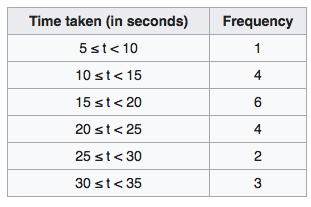 Time taken (in seconds) Frequency
5 ≤ t < 10 1
10 ≤ t < 15 4
15 ≤ t < 20 6
20 ≤ t < 25 4
25 ≤ t < 30 2
30 ≤ t < 35 3